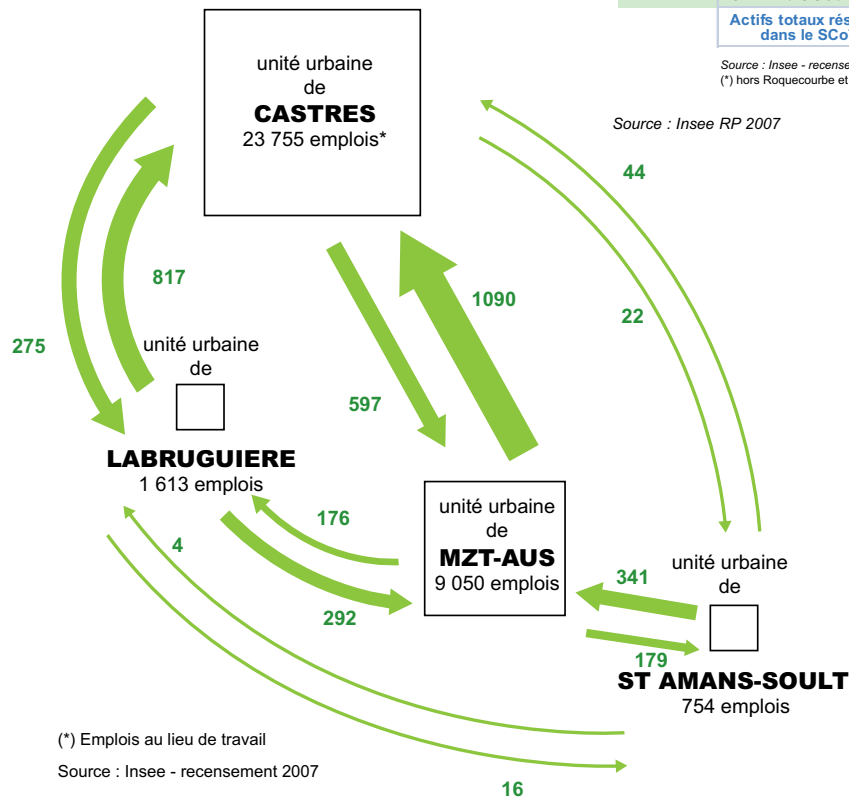 Actifs totaux
dans le
Source : Insee -
(*) hors Roquecourbe et
Source : Insee RP 2007
unité urbaine
de
CASTRES
23 755 emplois*
44
817
1090
22
275
unité urbaine
de
597
LABRUGUIERE
1 613 emplois
176
4
unité urbaine
de
MZT-AUS
9 050 emplois
341
unité urbaine
de
292
179
ST AMANS-SOULT
754 emplois
(*) Emplois au lieu de travail
Source : Insee - recensement 2007
16